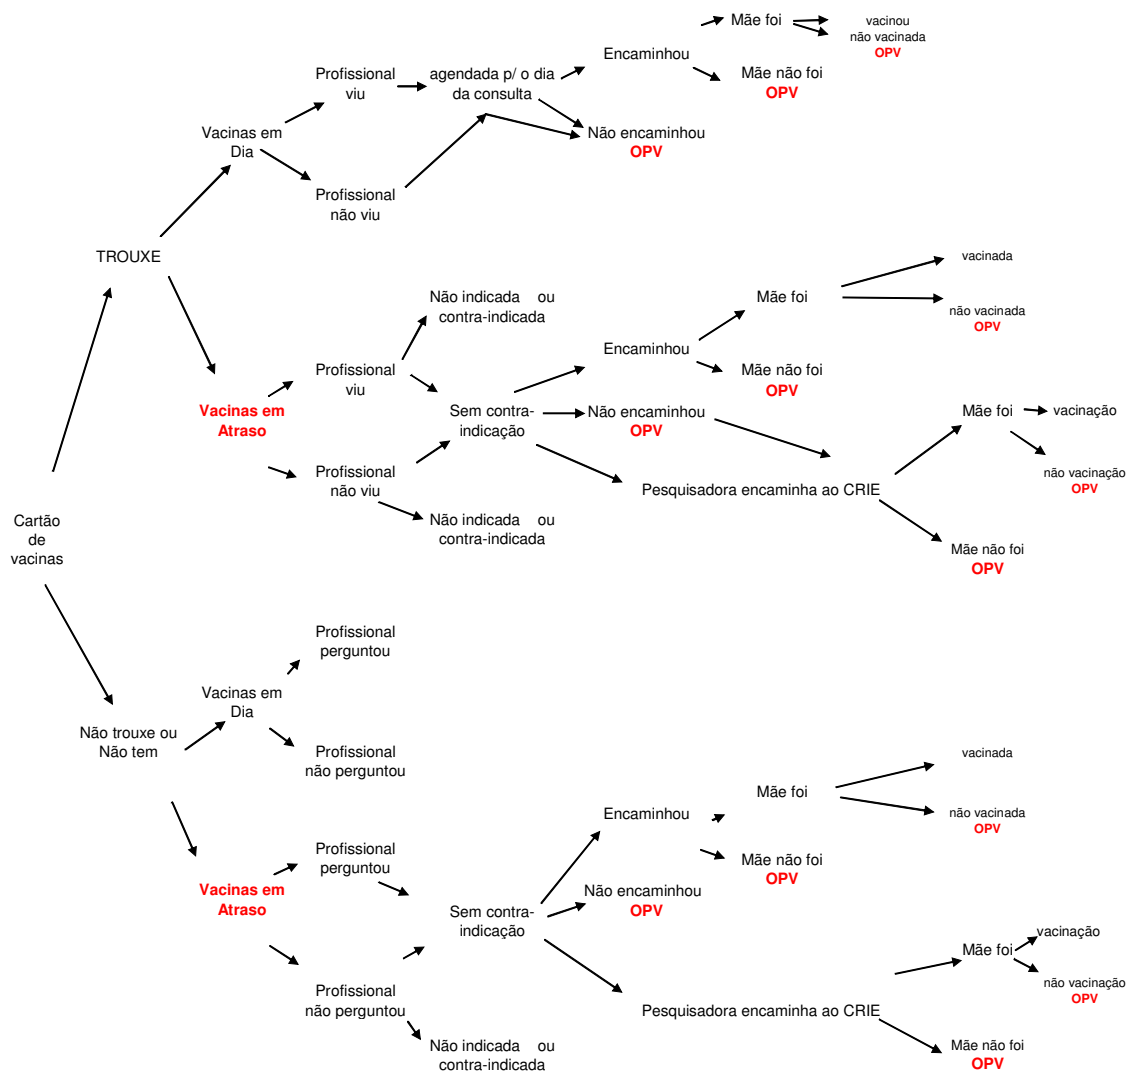 Mãe foi
vacinou
não vacinada
OPV
Encaminhou
Mãe não foi
OPV
Profissional
viu
agendada p/ o dia
da consulta
Vacinas em
Dia
Não encaminhou
OPV
Profissional
não viu
TROUXE
vacinada
Não indicada ou
contra-indicada
Mãe foi
não vacinada
OPV
Encaminhou
Profissional
viu
Mãe não foi
OPV
Vacinas em
Atraso
Sem contra-
indicação
Não encaminhou
OPV
Mãe foi
vacinação
Profissional
não viu
Pesquisadora encaminha ao CRIE
não vacinação
OPV
Não indicada ou
contra-indicada
Cartão
de
vacinas
Mãe não foi
OPV
Profissional
perguntou
Vacinas em
Dia
Não trouxe ou
Não tem
Profissional
não perguntou
vacinada
Mãe foi
Encaminhou
não vacinada
OPV
Profissional
perguntou
Mãe não foi
OPV
Vacinas em
Atraso
Não encaminhou
OPV
Sem contra-
indicação
vacinação
Mãe foi
não vacinação
OPV
Profissional
não perguntou
Pesquisadora encaminha ao CRIE
Não indicada ou
contra-indicada
Mãe não foi
OPV